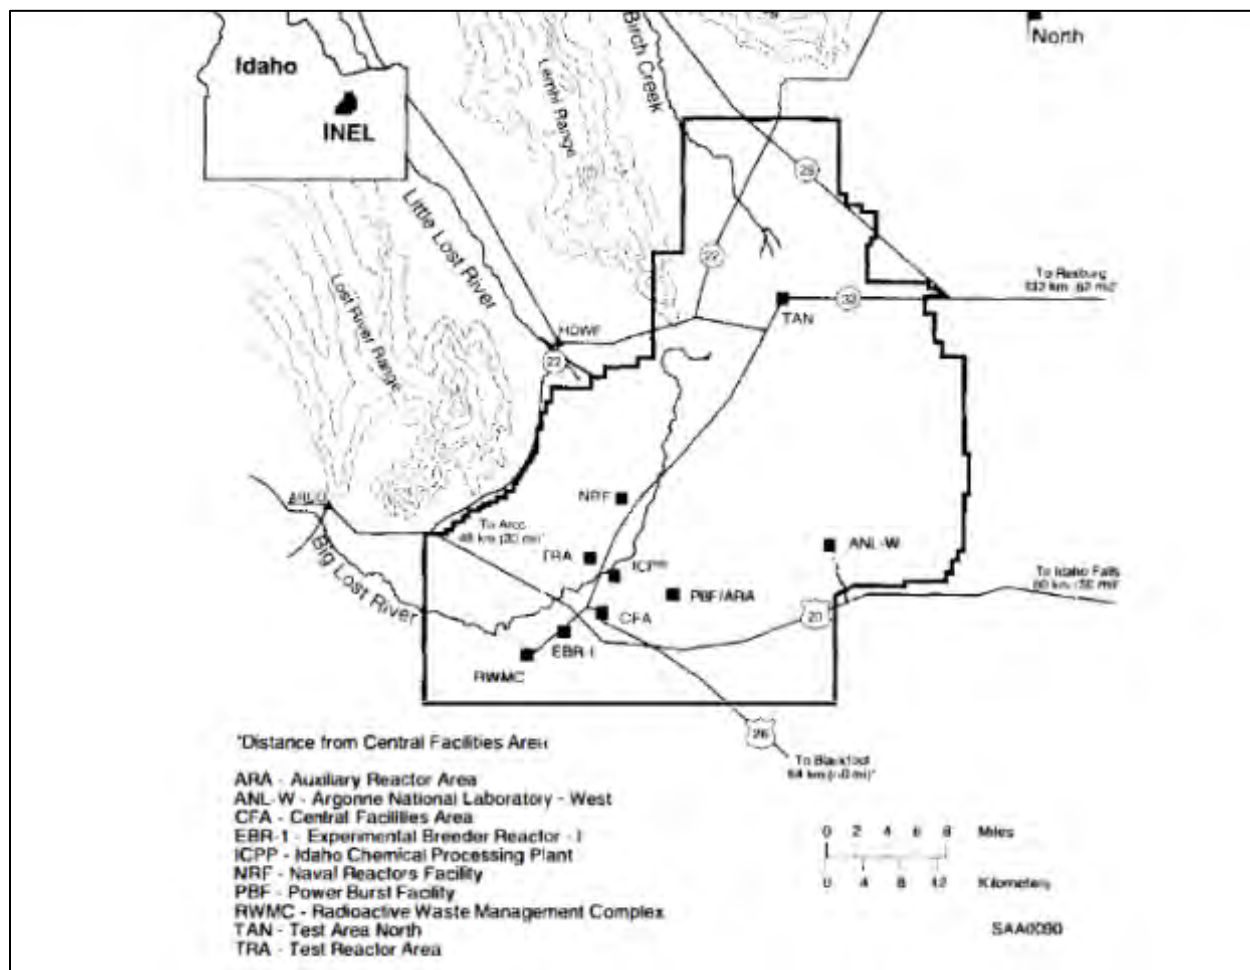 North
Idaho
INEL
Birch Creek
Lemhi Range
Little Lost River
Lost River Range
Big Lost River
28
33
22
To Rexburg
TAN
HOWE
NRF
To Arco
TRA
ANL-W
PBF/ARA
To Idaho Falls
CFA
20
EBR-I
RWMC
26
To Blackfoot
*Distance from Central Facilities Area
ARA - Auxiliary Reactor Area
ANL-W - Argonne National Laboratory - West
CFA - Central Facilities Area
EBR-1 - Experimental Breeder Reactor - I
ICPP - Idaho Chemical Processing Plant
NRF - Naval Reactors Facility
PBF - Power Burst Facility
RWMC - Radioactive Waste Management Complex
TAN - Test Area North
TRA - Test Reactor Area
0 2 4 6 8 Miles
0 4 8 12 Kilometers
SAA0090